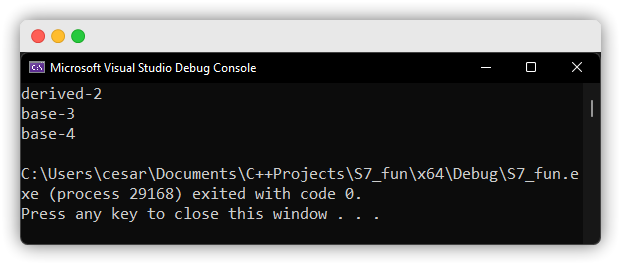 Microsoft Visual Studio Debug Console
derived-2
base-3
base-4
C:\Users\cesar\Documents\C++Projects\S7_fun\x64\Debug\S7_fun.e
xe (process 29168) exited with code 0.
Press any key to close this window . . .